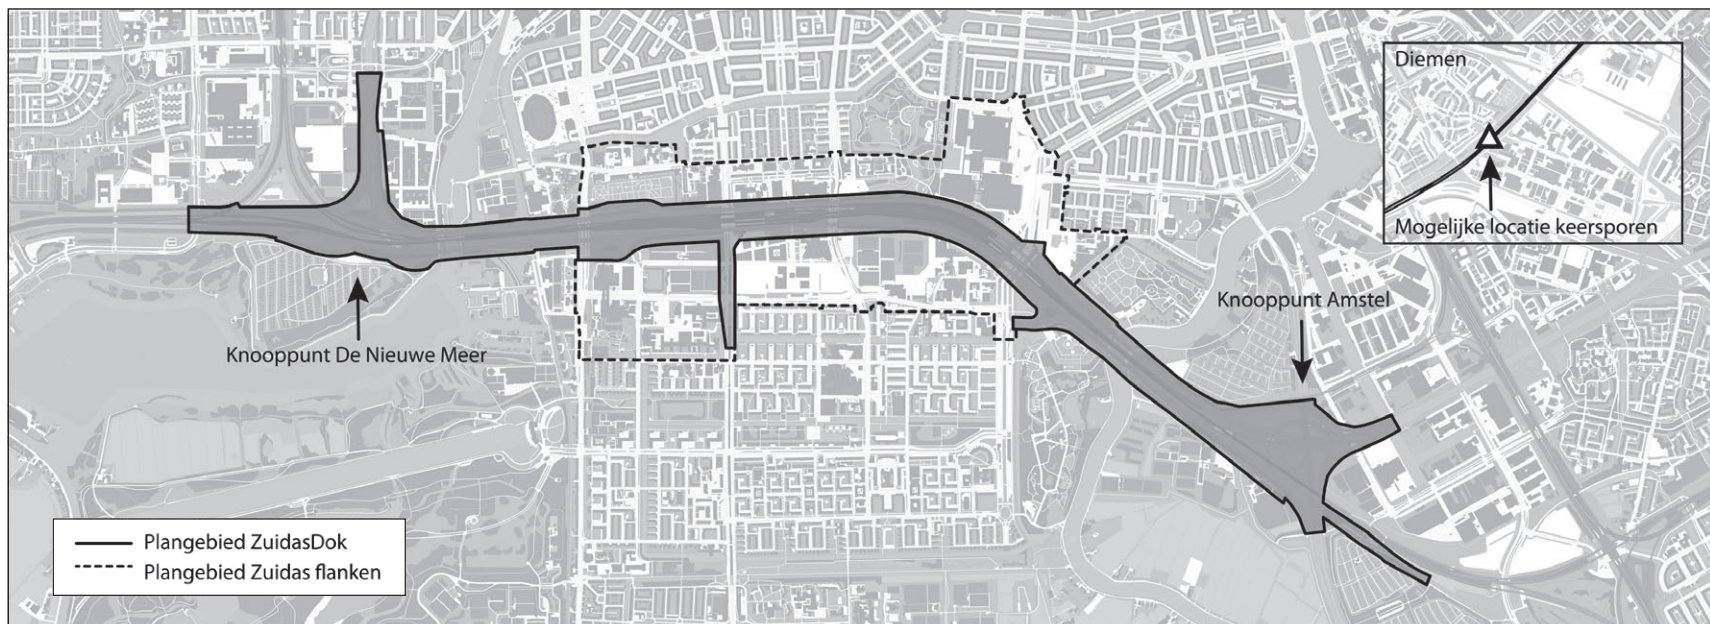 Diemen
Mogelijke locatie keersporen
Knooppunt Amstel
Knooppunt De Nieuwe Meer
Plangebied ZuidasDok
Plangebied Zuidas flanken